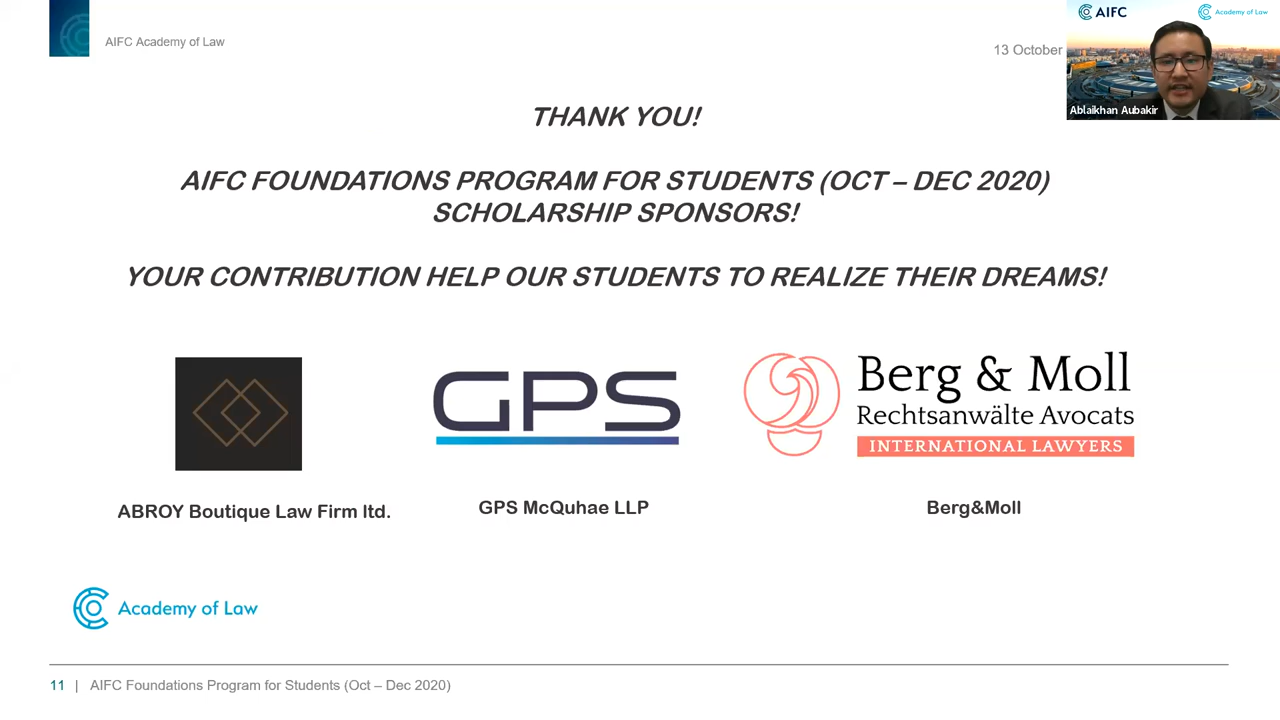 AIFC Academy of Law
13 October
AIFC
Academy of Law
Ablaikhan Aubakir
THANK YOU!
AIFC FOUNDATIONS PROGRAM FOR STUDENTS (OCT – DEC 2020)
SCHOLARSHIP SPONSORS!
YOUR CONTRIBUTION HELP OUR STUDENTS TO REALIZE THEIR DREAMS!
GPS
Berg & Moll
Rechtsanwälte Avocats
INTERNATIONAL LAWYERS
ABROY Boutique Law Firm ltd.
GPS McQuhae LLP
Berg&Moll
Academy of Law
11 | AIFC Foundations Program for Students (Oct – Dec 2020)